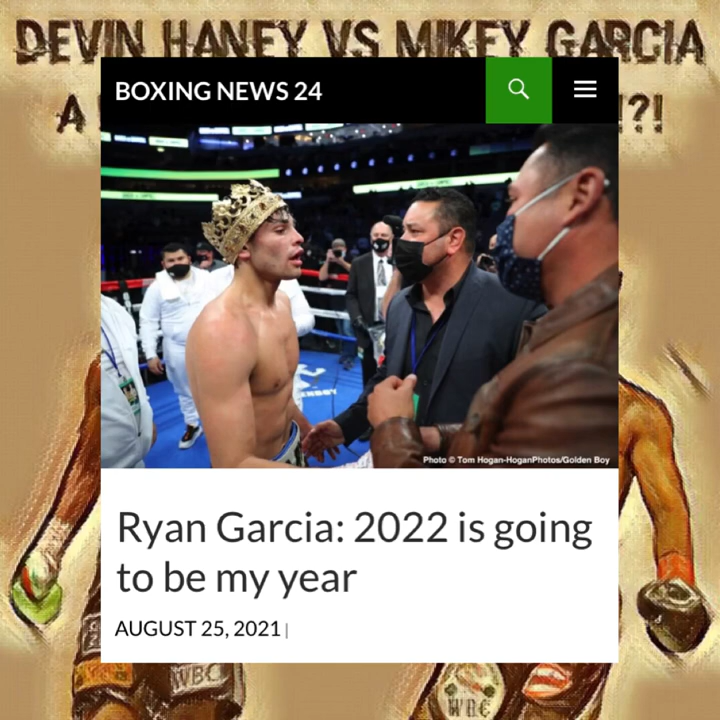 DEVIN HANEY VS MIKEY GARCIA
BOXING NEWS 24
A
!?!
Photo © Tom Hogan-HoganPhotos/Golden Boy
Ryan Garcia: 2022 is going
to be my year
AUGUST 25, 2021 |
WBC
WBC